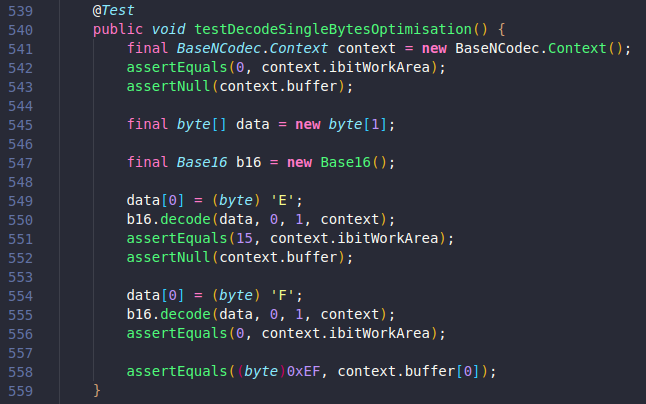 539 @Test
540 public void testDecodeSingleBytesOptimisation() {
541 final BaseNCodec.Context context = new BaseNCodec.Context();
542 assertEquals(0, context.ibitWorkArea);
543 assertNull(context.buffer);
544
545 final byte[] data = new byte[1];
546
547 final Base16 b16 = new Base16();
548
549 data[0] = (byte) 'E';
550 b16.decode(data, 0, 1, context);
551 assertEquals(15, context.ibitWorkArea);
552 assertNull(context.buffer);
553
554 data[0] = (byte) 'F';
555 b16.decode(data, 0, 1, context);
556 assertEquals(0, context.ibitWorkArea);
557
558 assertEquals((byte)0xEF, context.buffer[0]);
559 }